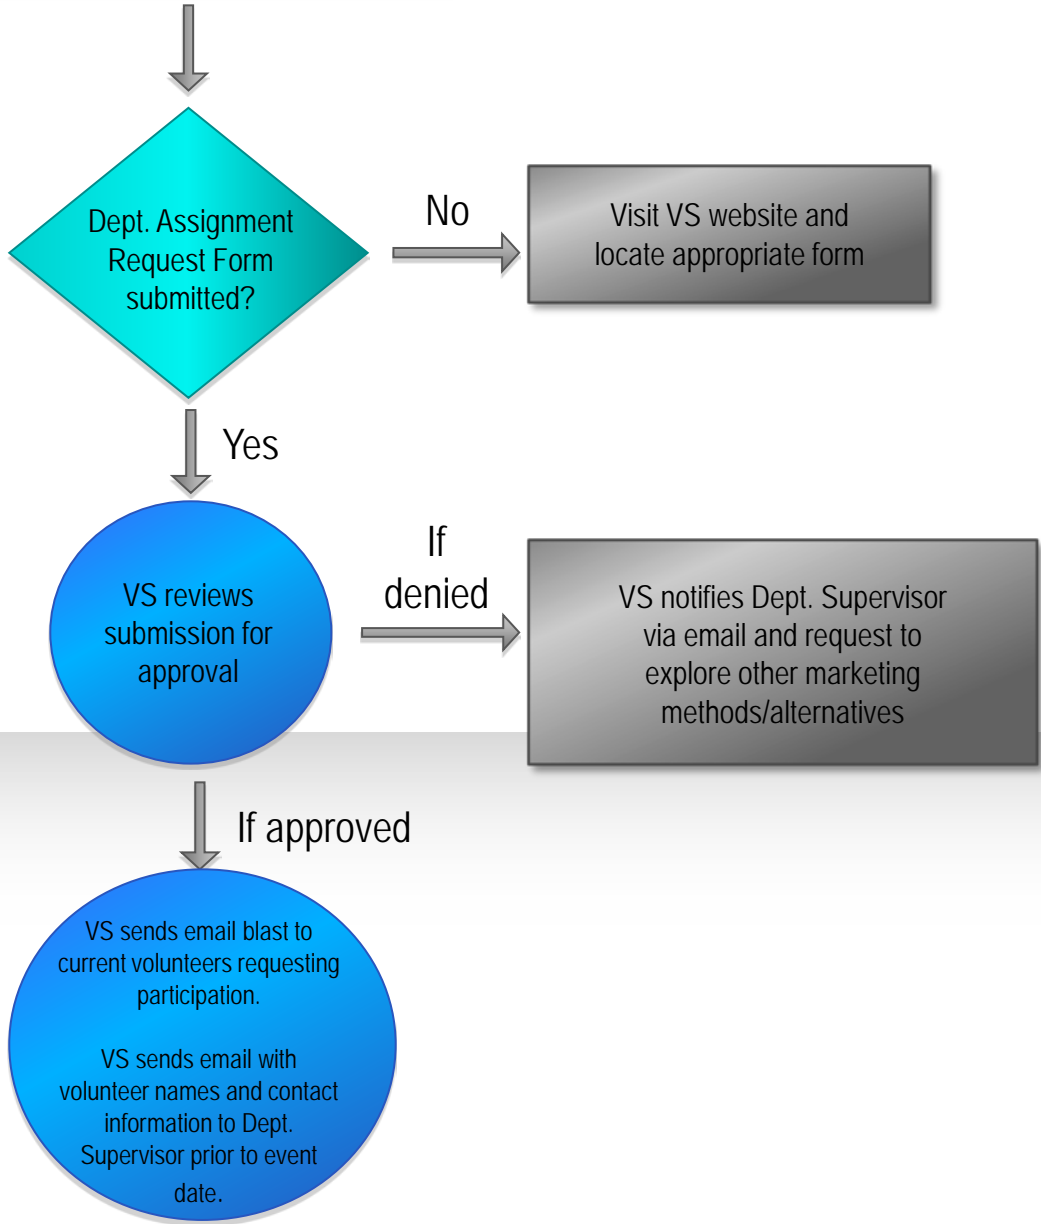 Dept. Assignment
Request Form
submitted?
No
Visit VS website and
locate appropriate form
Yes
VS reviews
submission for
approval
If
denied
VS notifies Dept. Supervisor
via email and request to
explore other marketing
methods/alternatives
If approved
VS sends email blast to
current volunteers requesting
participation.
VS sends email with
volunteer names and contact
information to Dept.
Supervisor prior to event
date.